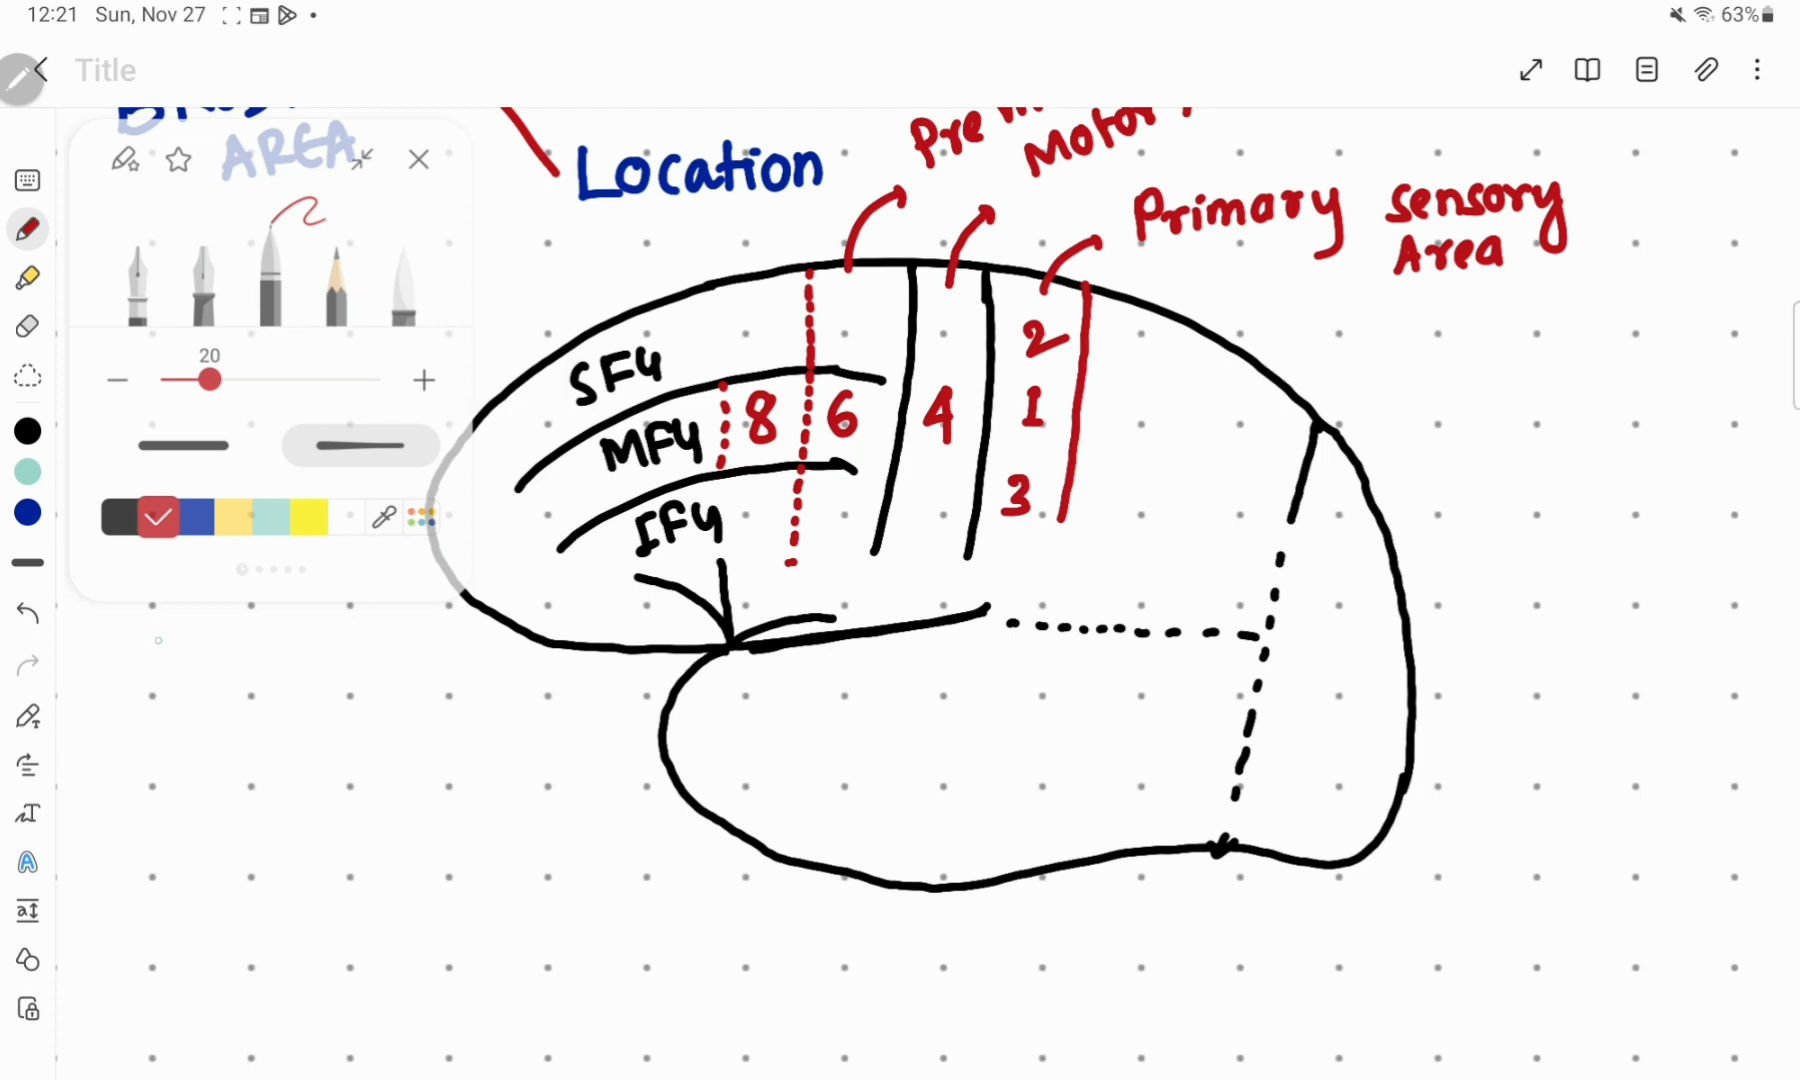 12:21 Sun, Nov 27
63%
Title
AREA
Location
Pre
Motor
Primary sensory
Area
20
SFG
MFG
IFG
8 6 4
2
1
3